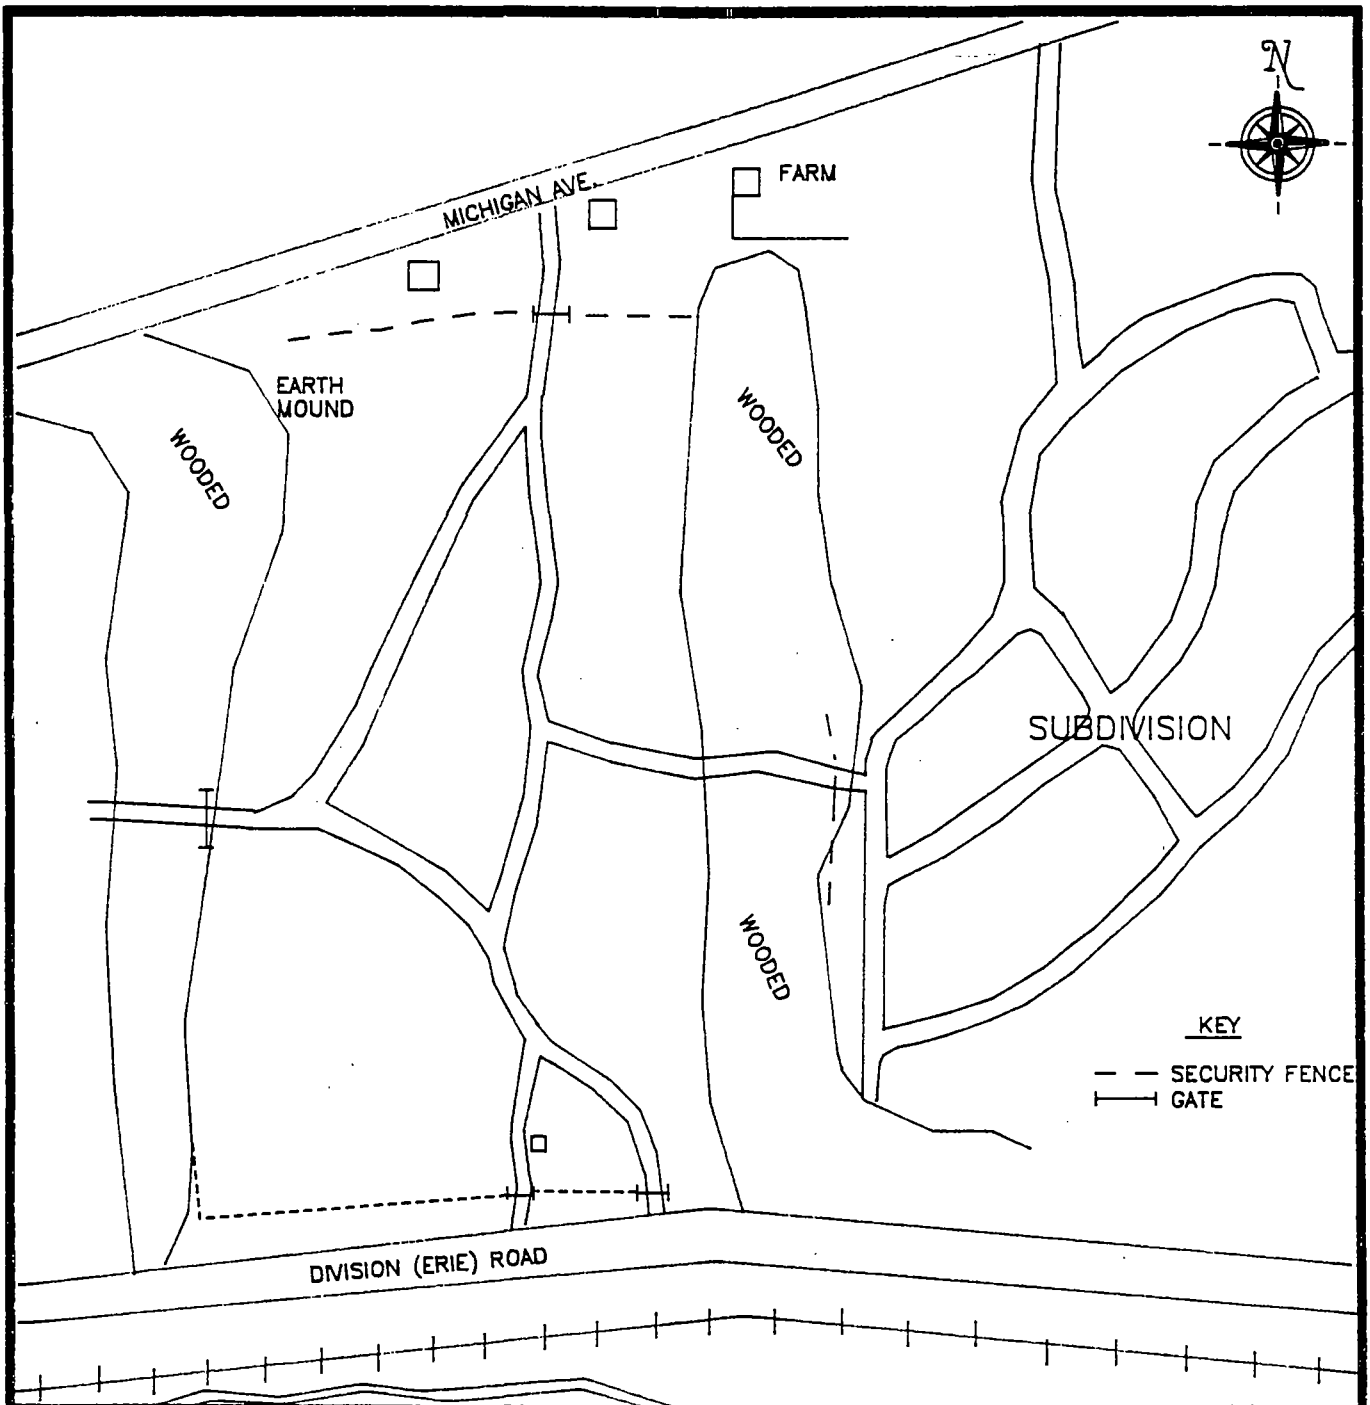 N
FARM
MICHIGAN AVE.
EARTH
MOUND
WOODED
WOODED
SUBDIVISION
WOODED
KEY
SECURITY FENCE
GATE
DIVISION (ERIE) ROAD